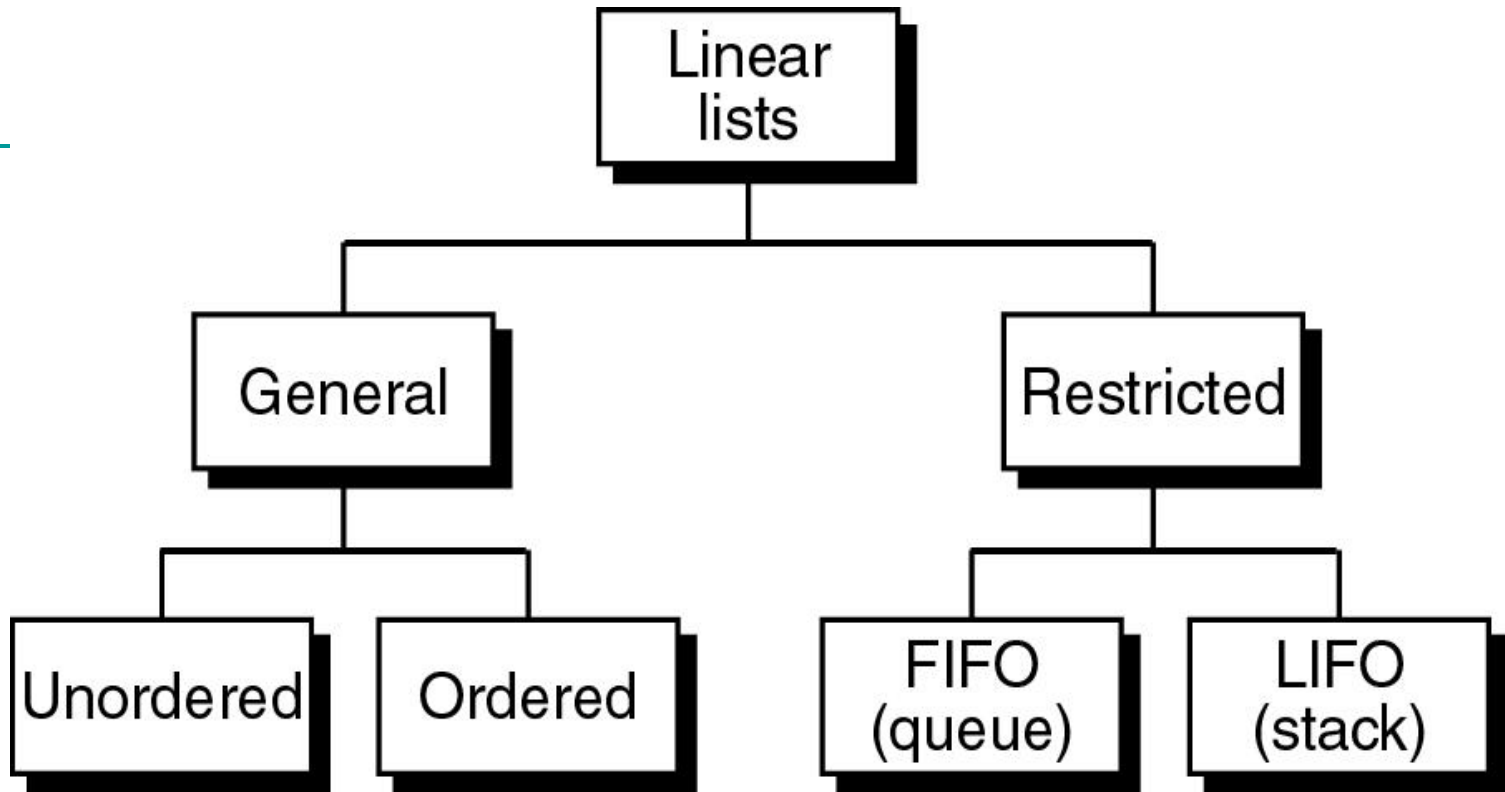 Linear
lists
General
Restricted
Unordered
Ordered
FIFO
(queue)
LIFO
(stack)